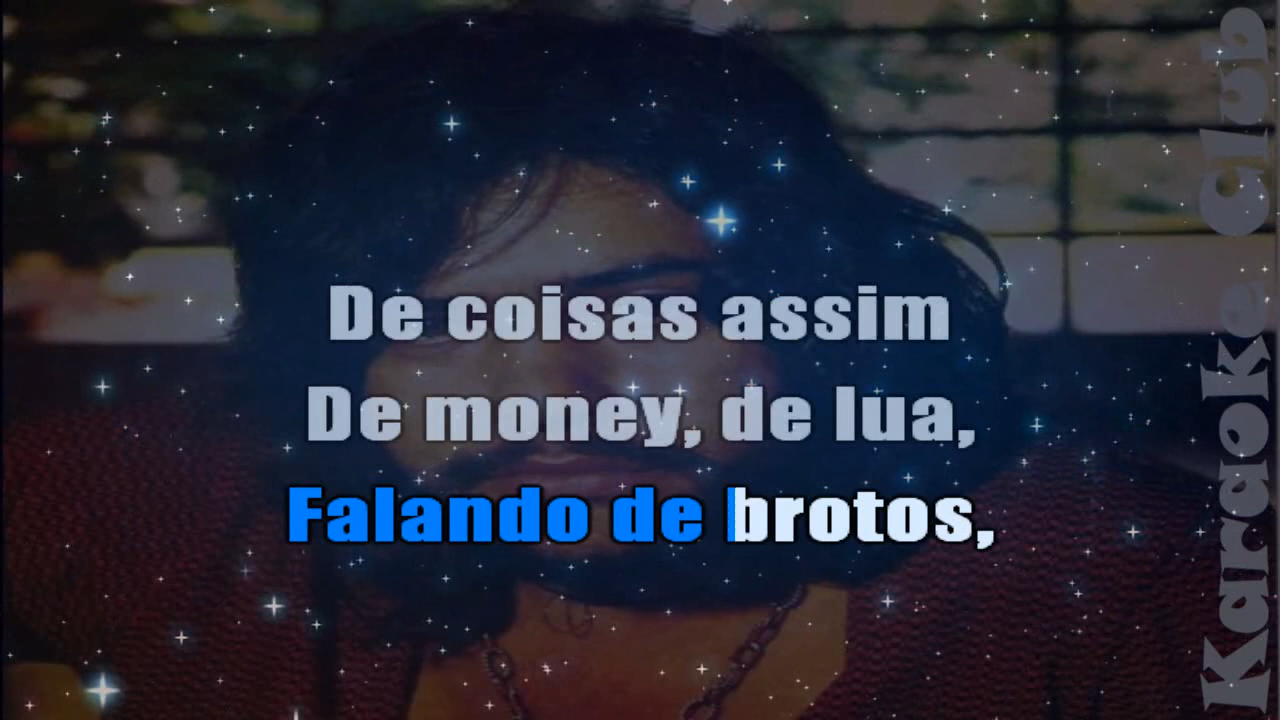 De coisas assim
De money, de lua,
Falando de brotos,
Karaoke Club